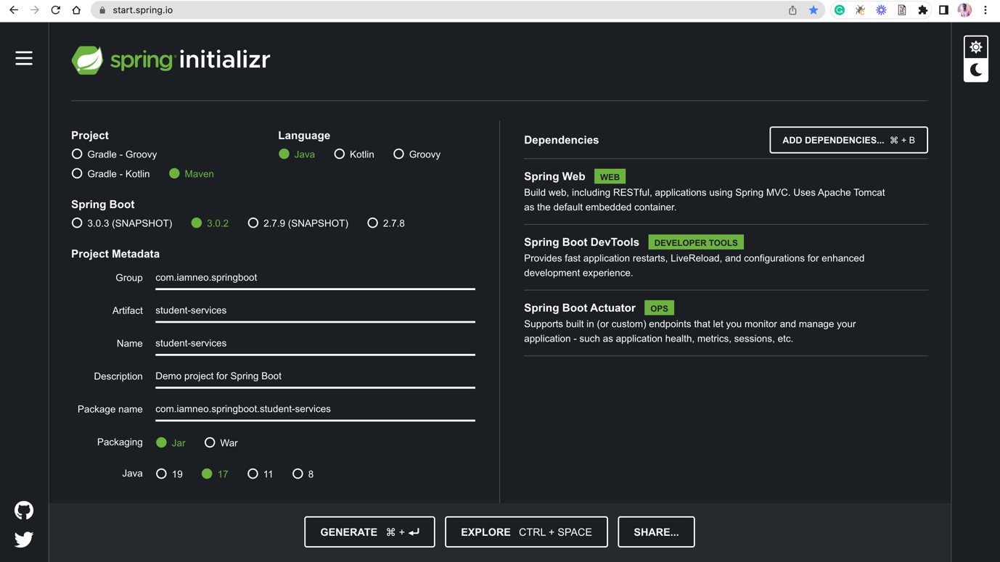 start.spring.io
spring initializr
Project
Gradle - Groovy
Gradle - Kotlin Maven
Language
Java Kotlin Groovy
Spring Boot
3.0.3 (SNAPSHOT) 3.0.2 2.7.9 (SNAPSHOT) 2.7.8
Project Metadata
Group com.iamneo.springboot
Artifact student-services
Name student-services
Description Demo project for Spring Boot
Package name com.iamneo.springboot.student-services
Packaging Jar War
Java 19 17 11 8
Dependencies ADD DEPENDENCIES... ⌘ + B
Spring Web WEB
Build web, including RESTful, applications using Spring MVC. Uses Apache Tomcat
as the default embedded container.
Spring Boot DevTools DEVELOPER TOOLS
Provides fast application restarts, LiveReload, and configurations for enhanced
development experience.
Spring Boot Actuator OPS
Supports built in (or custom) endpoints that let you monitor and manage your
application - such as application health, metrics, sessions, etc.
GENERATE ⌘ + ↵ EXPLORE CTRL + SPACE SHARE...